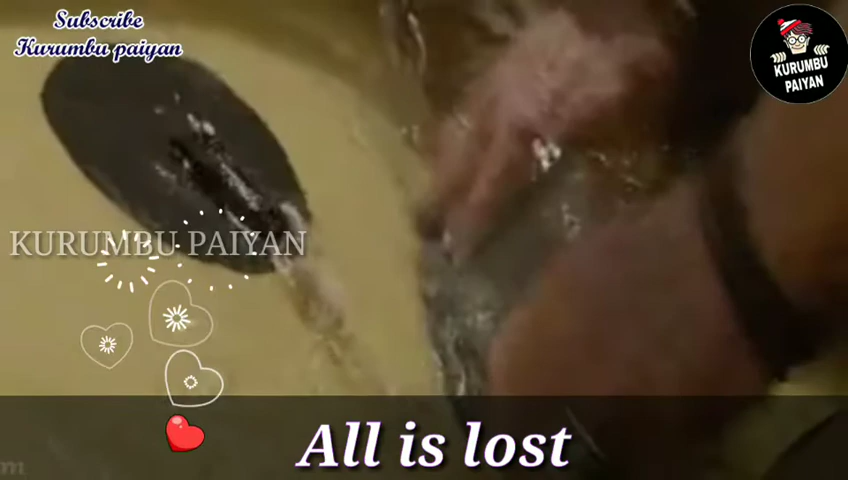 Subscribe
Kurumbu paiyan
KURUMBU
PAIYAN
KURUMBU PAIYAN
All is lost